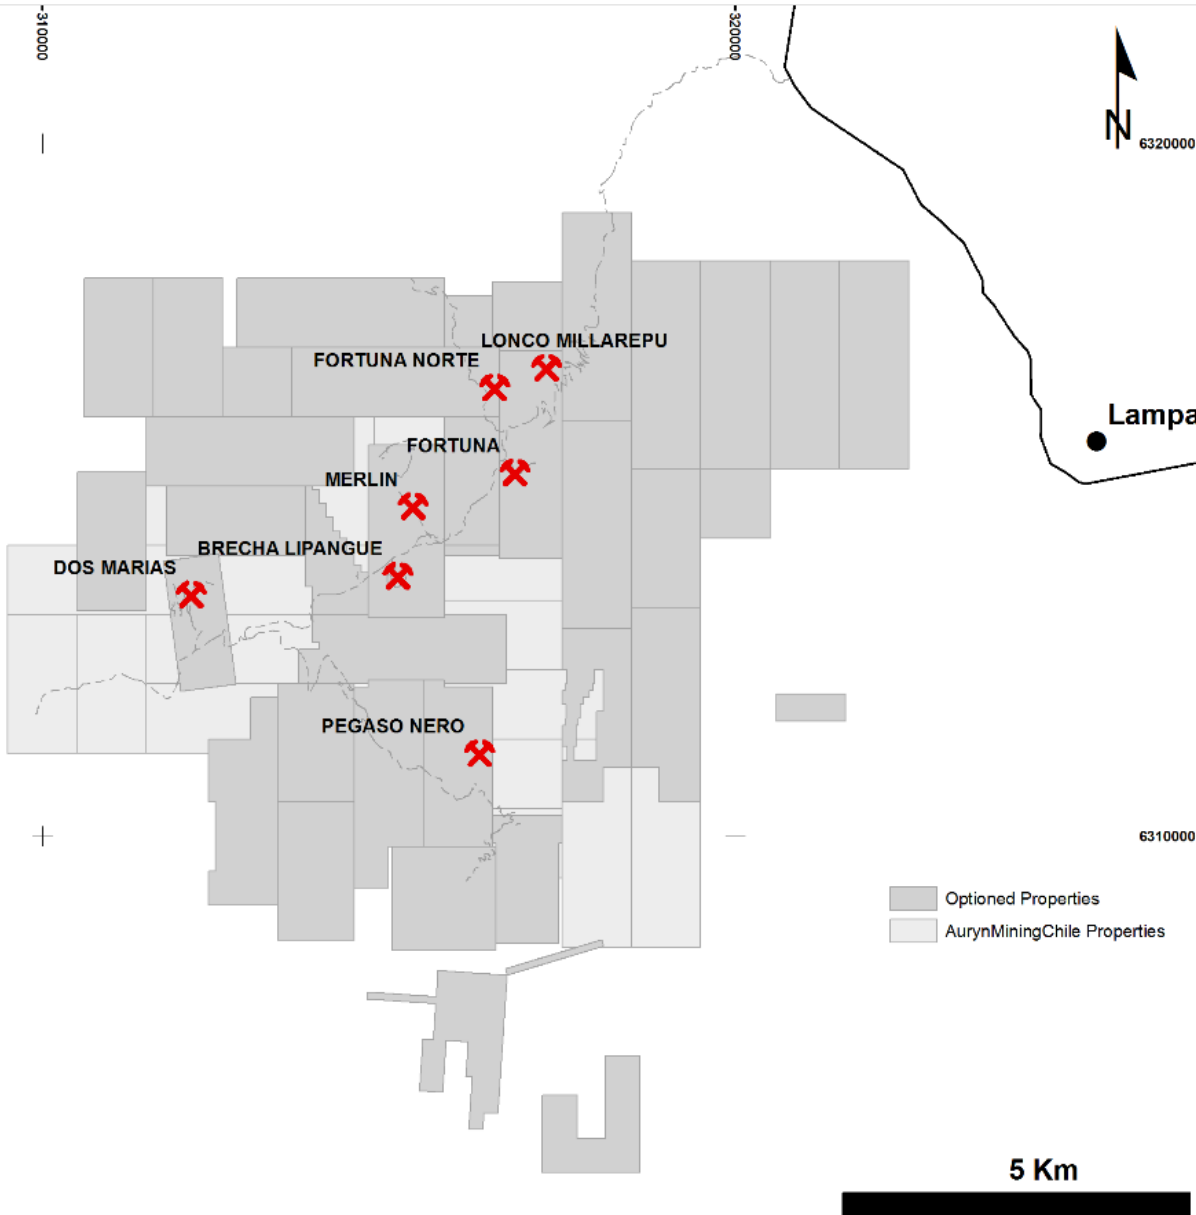 310000
320000
N
6320000
LONCO MILLAREPU
FORTUNA NORTE
Lampa
FORTUNA
MERLIN
BRECHA LIPANGUE
DOS MARIAS
PEGASO NERO
6310000
Optioned Properties
AurynMiningChile Properties
5 Km